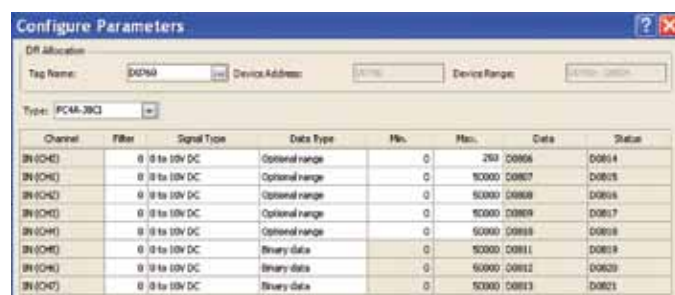 Configure Parameters
DR Allocation
Tag Name: D0760 Device Address: Device Range:
Type:
Channel Filter Signal Type Data Type Min. Max. Data Status
IN (CH0) 0 0 to 10V DC Optional range 0 250 D0806 D0814
IN (CH1) 0 0 to 10V DC Optional range 0 50000 D0807 D0815
IN (CH2) 0 0 to 10V DC Optional range 0 50000 D0808 D0816
IN (CH3) 0 0 to 10V DC Optional range 0 50000 D0809 D0817
IN (CH4) 0 0 to 10V DC Optional range 0 50000 D0810 D0818
IN (CH5) 0 0 to 10V DC Binary data 0 50000 D0811 D0819
IN (CH6) 0 0 to 10V DC Binary data 0 50000 D0812 D0820
IN (CH7) 0 0 to 10V DC Binary data 0 50000 D0813 D0821